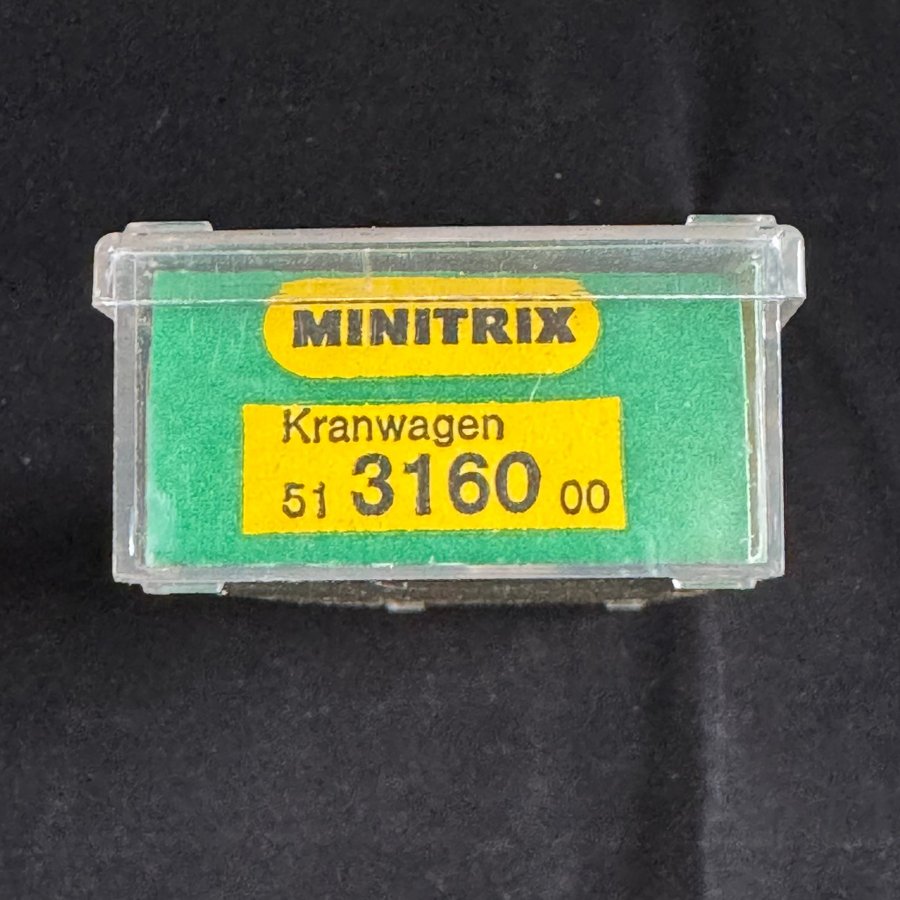 MINITRIX
Kranwagen
51 3160 00